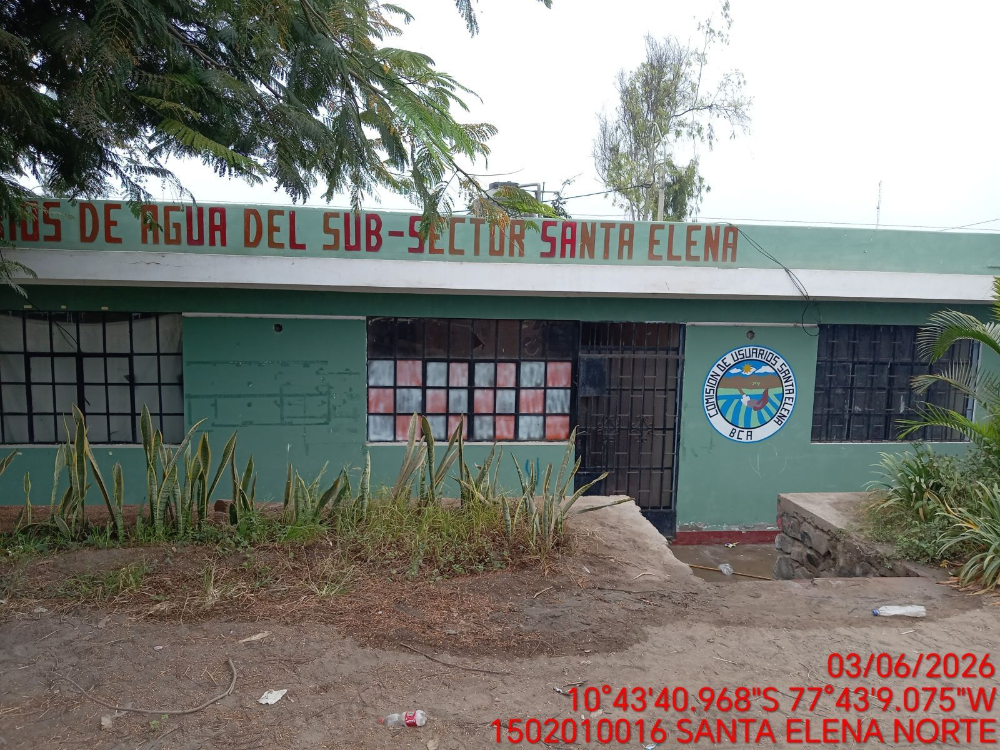 DE AGUA DEL SUB-SECTOR SANTA ELENA
COMISION DE USUARIOS SANTA ELENA
BCA
03/06/2026
10°43'40.968"S 77°43'9.075"W
1502010016 SANTA ELENA NORTE